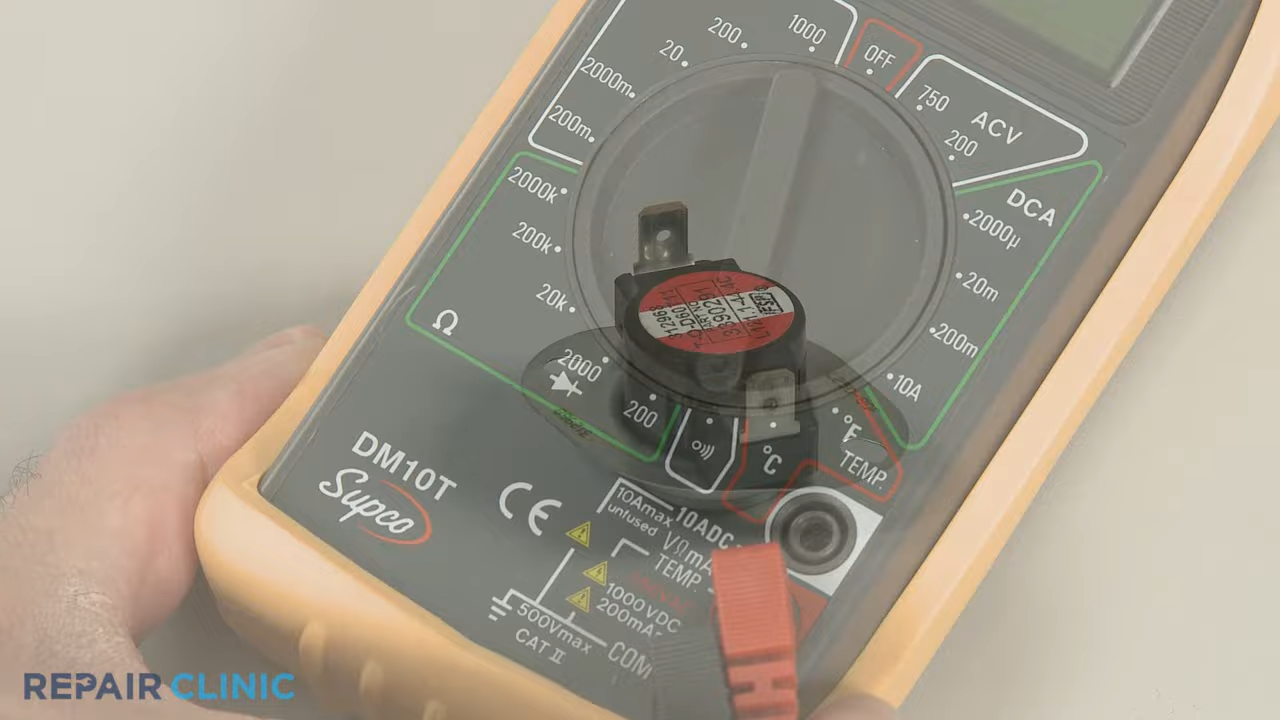 1000
200
20
2000m
200m
OFF
750
200
ACV
DCA
2000µ
20m
200m
10A
2000k
200k
20k
Ω
2000
200
°C
°F
TEMP.
DM10T
Supco
CE
10Amax
unfused
10ADC
VΩmA
TEMP.
1000VDC
200mA
500Vmax
CAT II
COM
3390291
REPAIR CLINIC